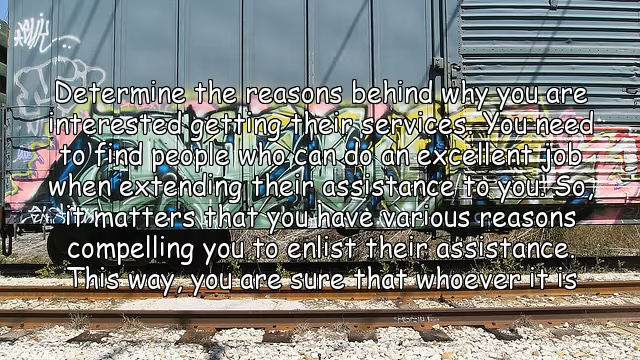 Determine the reasons behind why you are
interested getting their services. You need
to find people who can do an excellent job
when extending their assistance to you! So,
it matters that you have various reasons
compelling you to enlist their assistance.
This way, you are sure that whoever it is